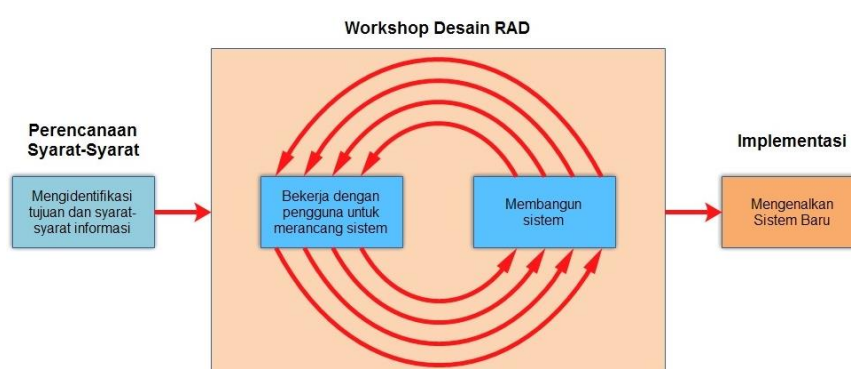 Workshop Desain RAD
Perencanaan
Syarat-Syarat
Mengidentifikasi
tujuan dan syarat-
syarat informasi
Bekerja dengan
pengguna untuk
merancang sistem
Membangun
sistem
Implementasi
Mengenalkan
Sistem Baru